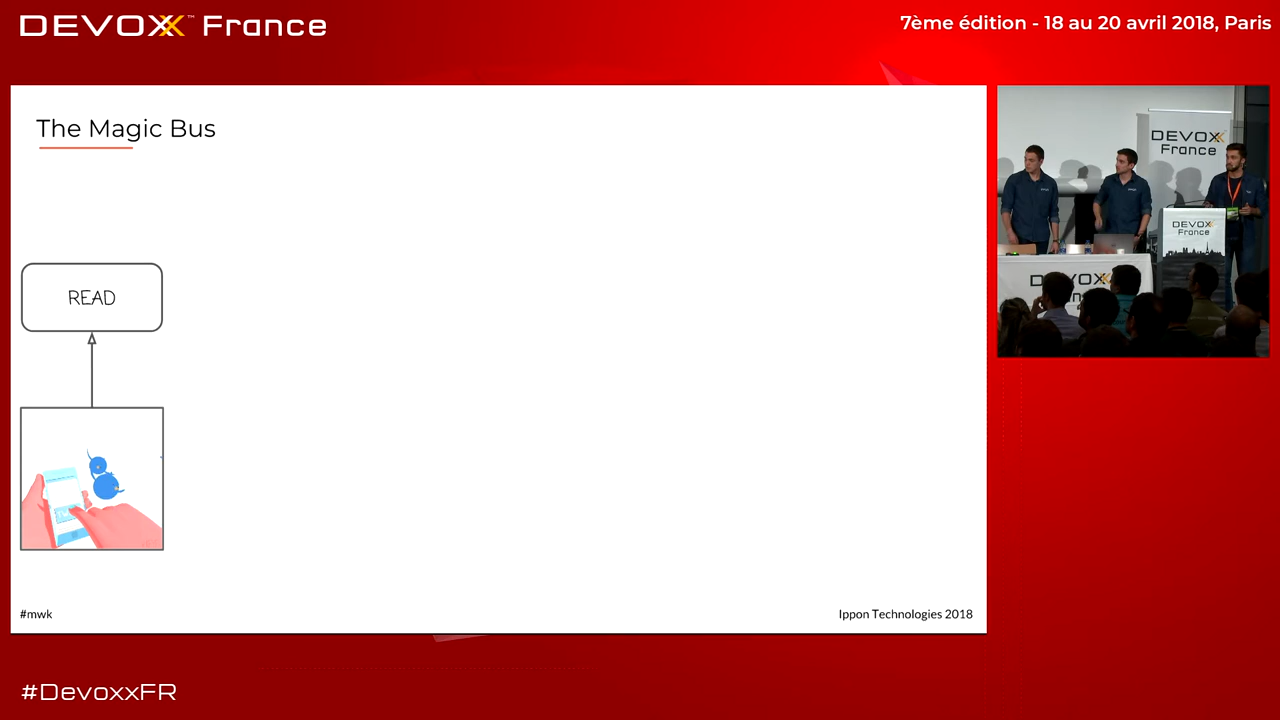 DEVOXX™ France
7ème édition - 18 au 20 avril 2018, Paris
The Magic Bus
READ
#mwk
Ippon Technologies 2018
DEVOXX
France
DEVOXX
France
DEVOXX
#DevoxxFR